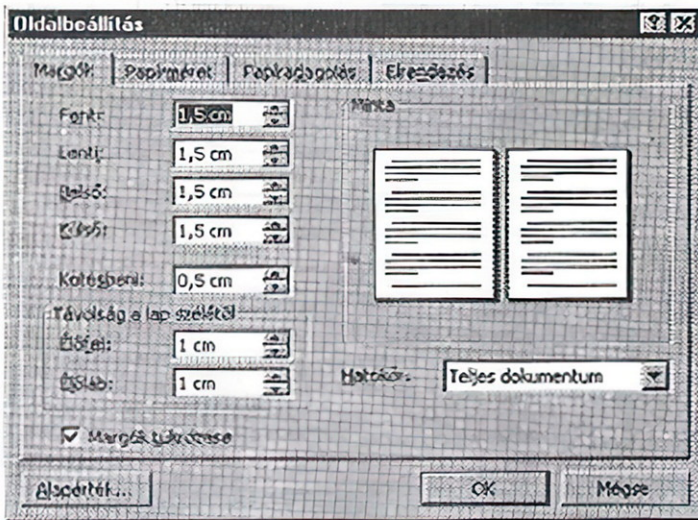 Oldalbeállítás
Margók Papírméret Papíradagolás Elrendezés
Fent: 1,5 cm
Lent: 1,5 cm
Belső: 1,5 cm
Külső: 1,5 cm
Kötésbeni: 0,5 cm
Távolság a lap szélétől
Élőfej: 1 cm
Élőláb: 1 cm
Margók tükrözése
Minta
Hatókör: Teljes dokumentum
Alapérték... OK Mégse